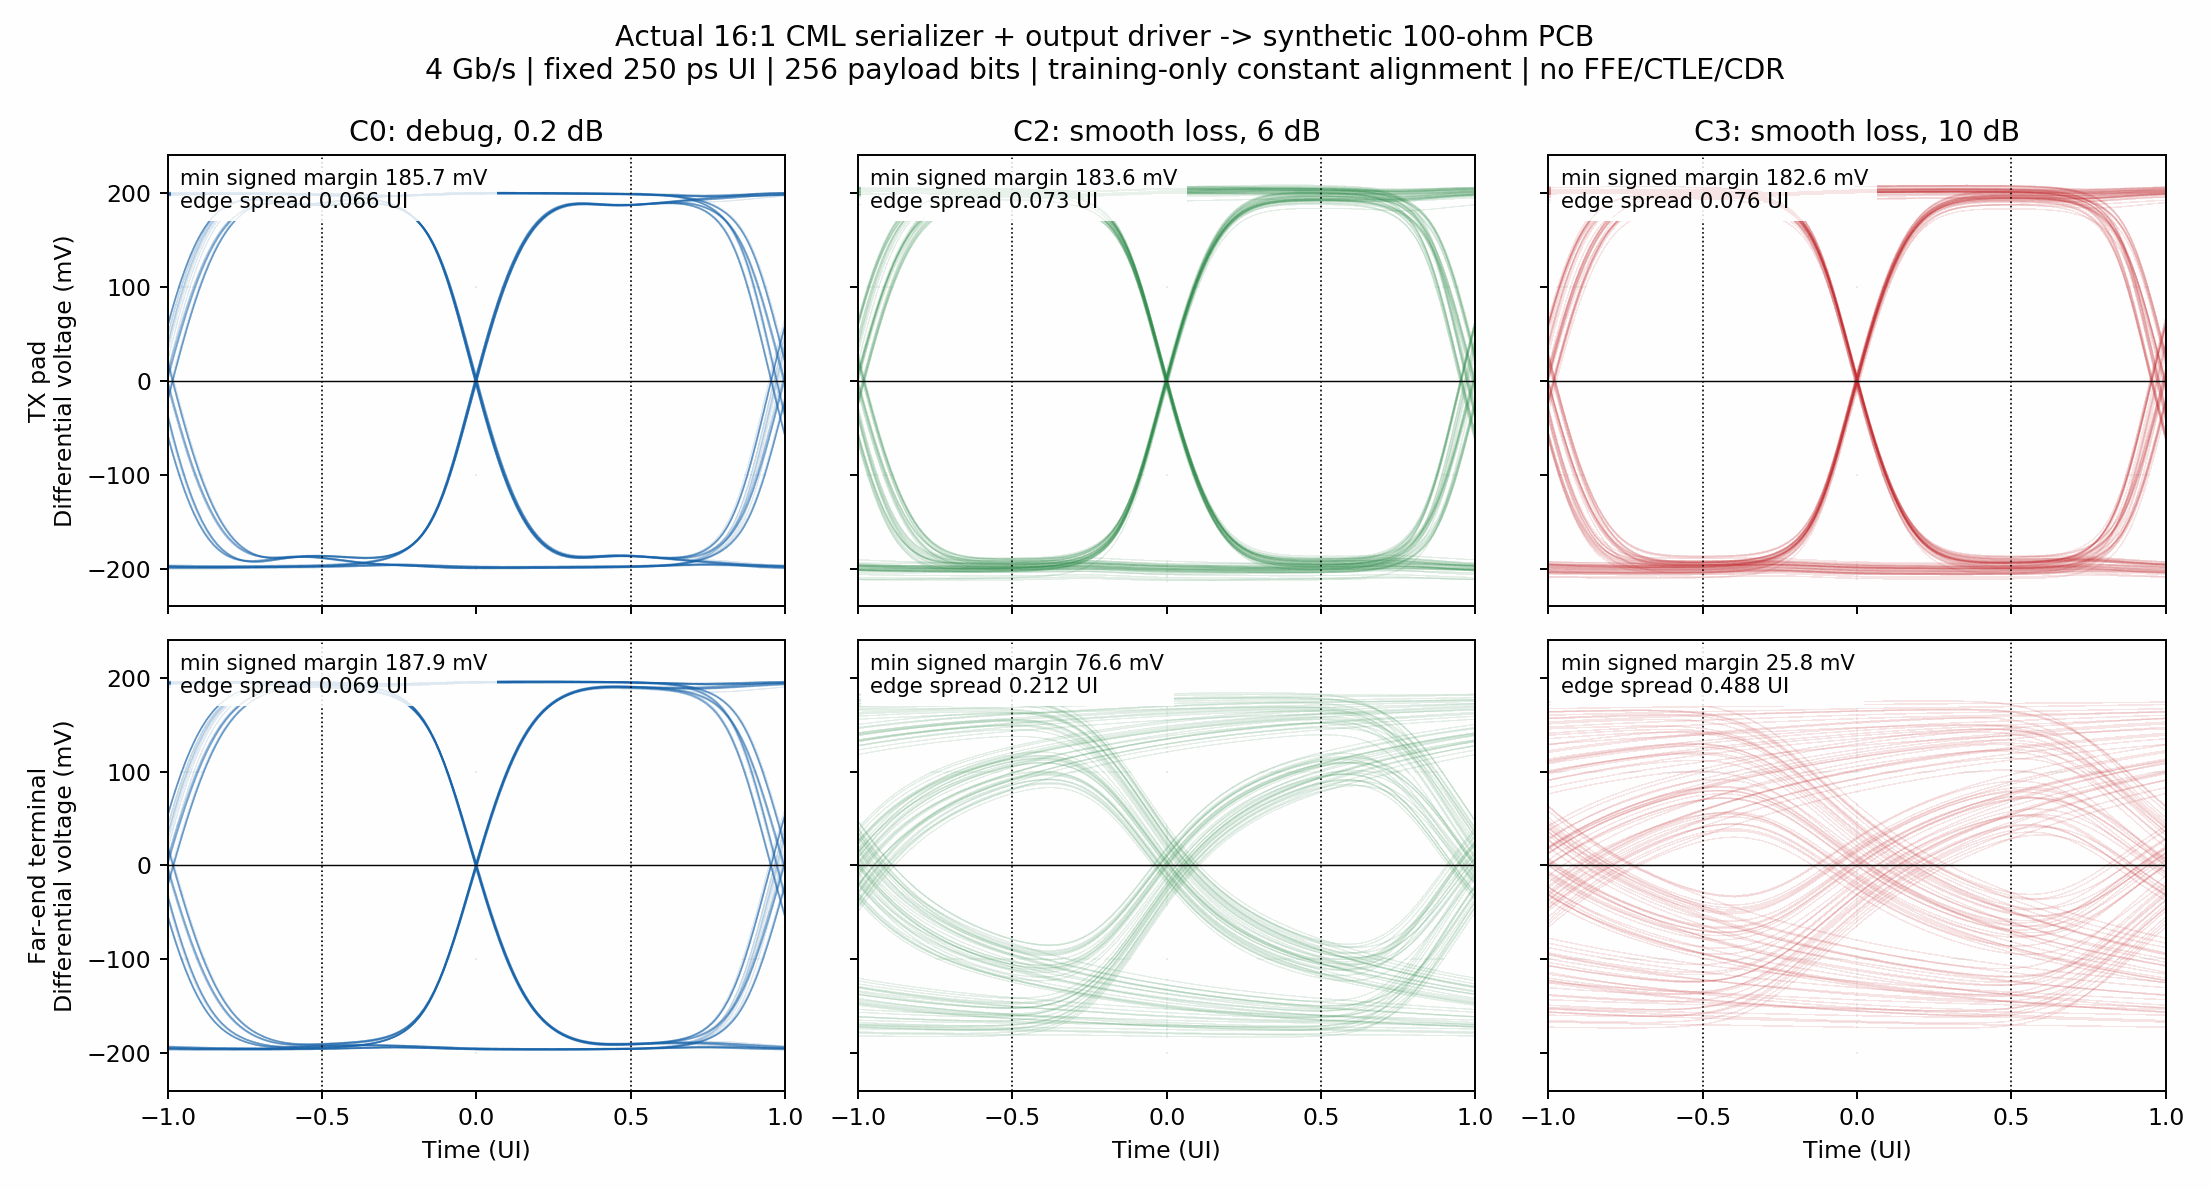 Actual 16:1 CML serializer + output driver -> synthetic 100-ohm PCB
4 Gb/s | fixed 250 ps UI | 256 payload bits | training-only constant alignment | no FFE/CTLE/CDR
C0: debug, 0.2 dB
C2: smooth loss, 6 dB
C3: smooth loss, 10 dB
TX pad
Differential voltage (mV)
200
100
0
−100
−200
min signed margin 185.7 mV
edge spread 0.066 UI
min signed margin 183.6 mV
edge spread 0.073 UI
min signed margin 182.6 mV
edge spread 0.076 UI
Far-end terminal
Differential voltage (mV)
200
100
0
−100
−200
min signed margin 187.9 mV
edge spread 0.069 UI
min signed margin 76.6 mV
edge spread 0.212 UI
min signed margin 25.8 mV
edge spread 0.488 UI
−1.0 −0.5 0.0 0.5 1.0
−1.0 −0.5 0.0 0.5 1.0
−1.0 −0.5 0.0 0.5 1.0
Time (UI)
Time (UI)
Time (UI)